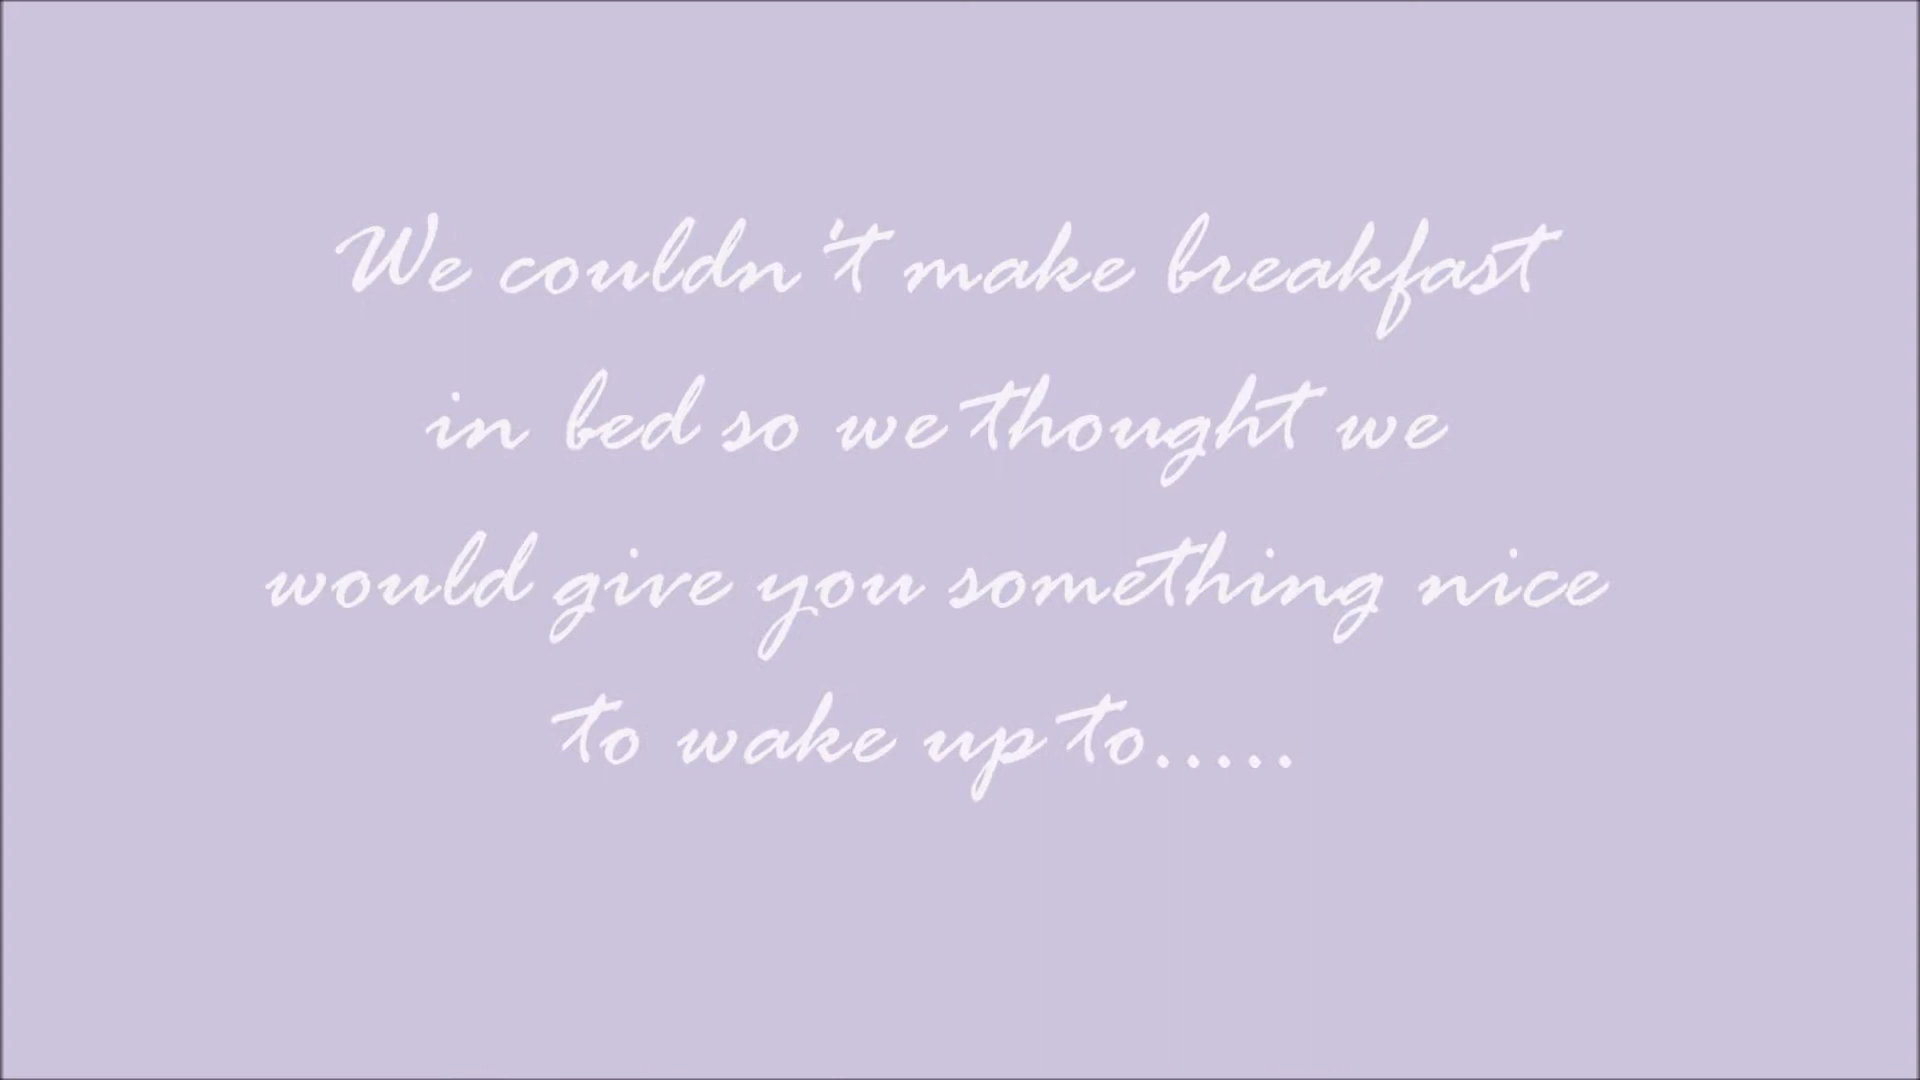 We couldn't make breakfast
in bed so we thought we
would give you something nice
to wake up to.....